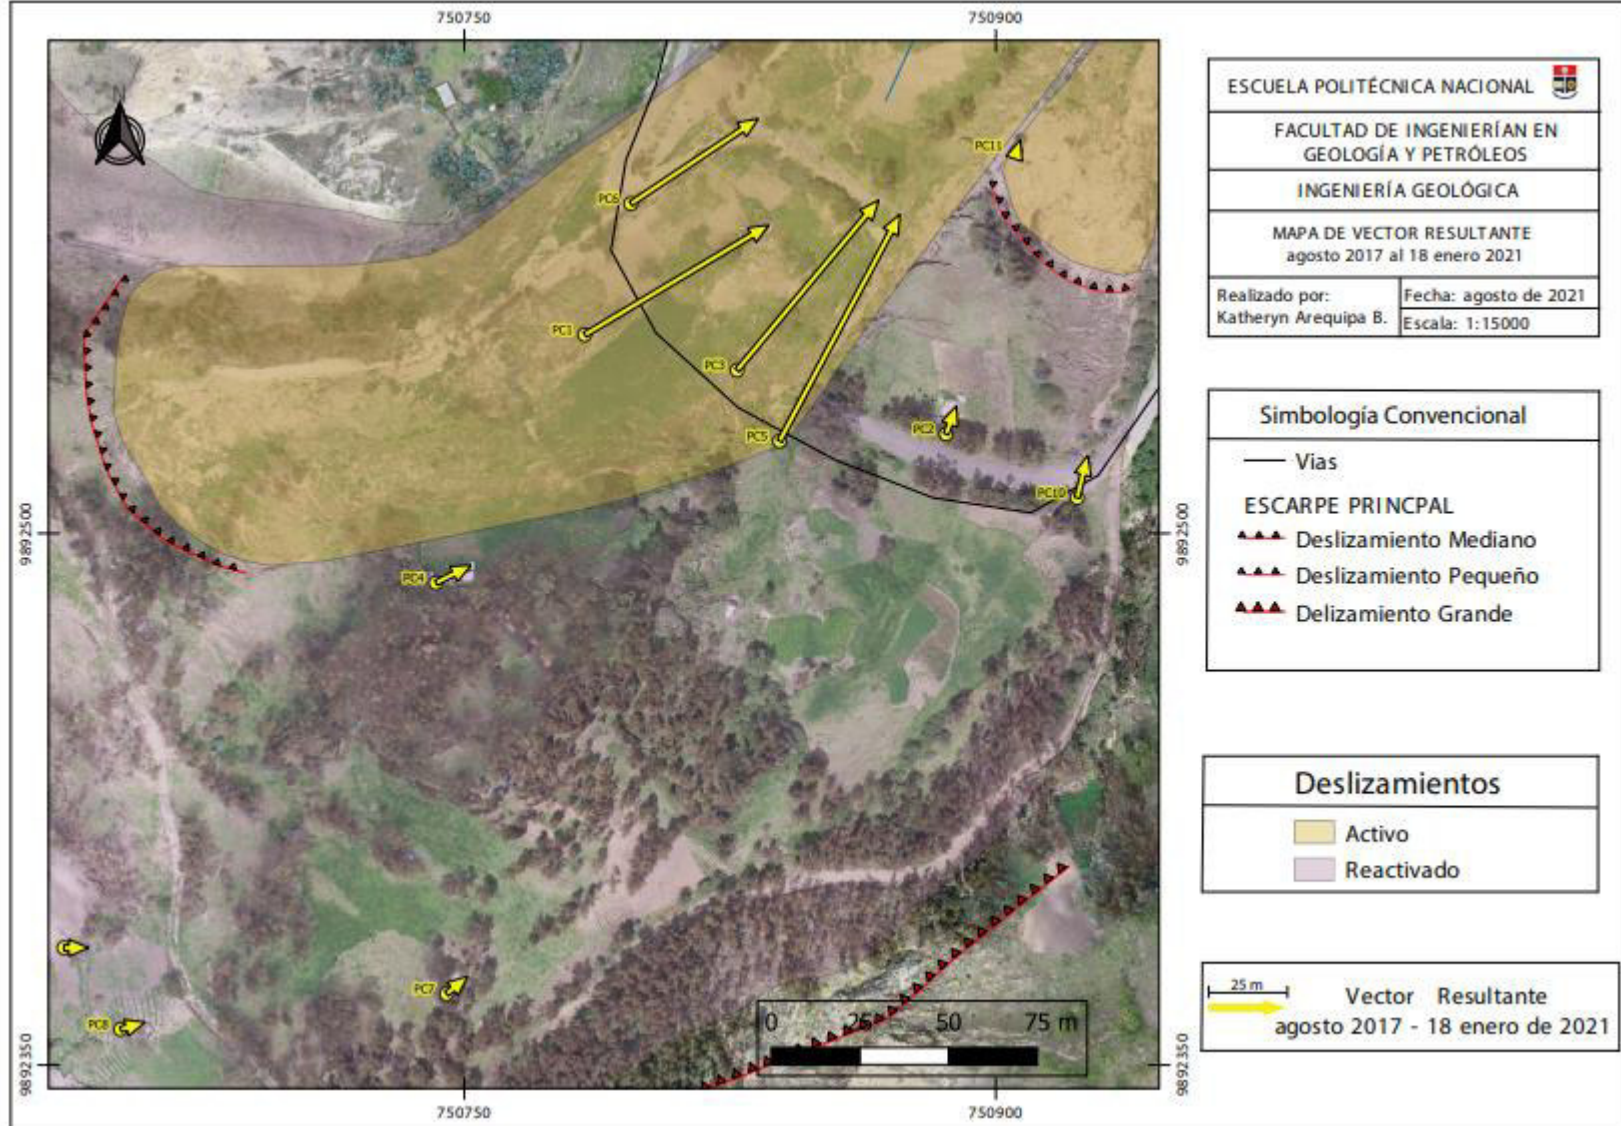 750750
750900
ESCUELA POLITÉCNICA NACIONAL
FACULTAD DE INGENIERÍAN EN
GEOLOGÍA Y PETRÓLEOS
INGENIERÍA GEOLÓGICA
MAPA DE VECTOR RESULTANTE
agosto 2017 al 18 enero 2021
Realizado por:
Katheryn Arequipa B.
Fecha: agosto de 2021
Escala: 1:15000
PC11
PC6
PC1
PC3
PC5
PC2
PC10
PC4
PC7
PC8
9892500
9892500
9892350
Simbología Convencional
Vias
ESCARPE PRINCPAL
Deslizamiento Mediano
Deslizamiento Pequeño
Delizamiento Grande
Deslizamientos
Activo
Reactivado
25 m
Vector Resultante
agosto 2017 - 18 enero de 2021
0 25 50 75 m
9892350
750750
750900